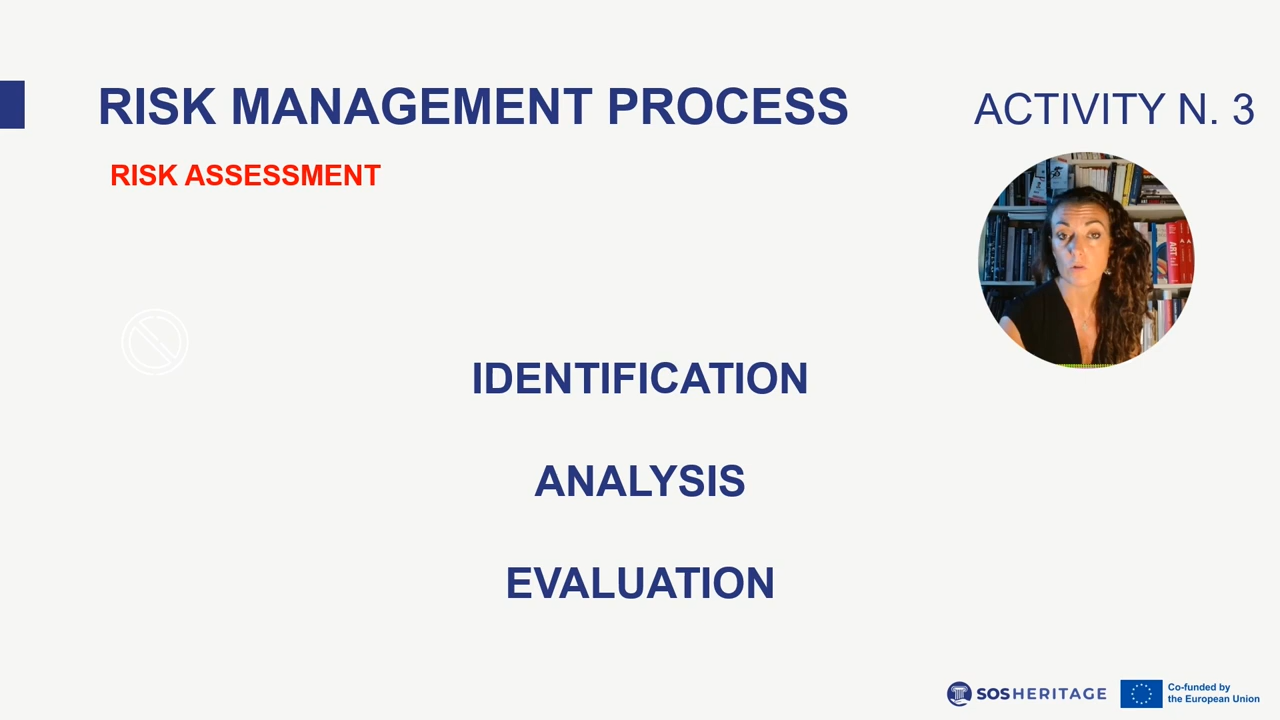 RISK MANAGEMENT PROCESS
ACTIVITY N. 3
RISK ASSESSMENT
IDENTIFICATION
ANALYSIS
EVALUATION
SOSHERITAGE
Co-funded by
the European Union